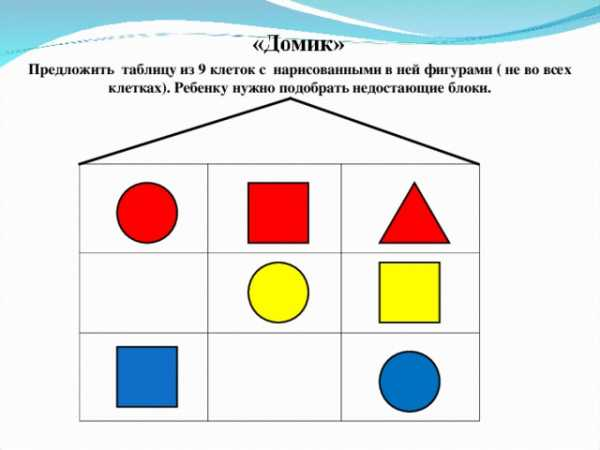 «Домик»
Предложить таблицу из 9 клеток с нарисованными в ней фигурами ( не во всех
клетках). Ребенку нужно подобрать недостающие блоки.